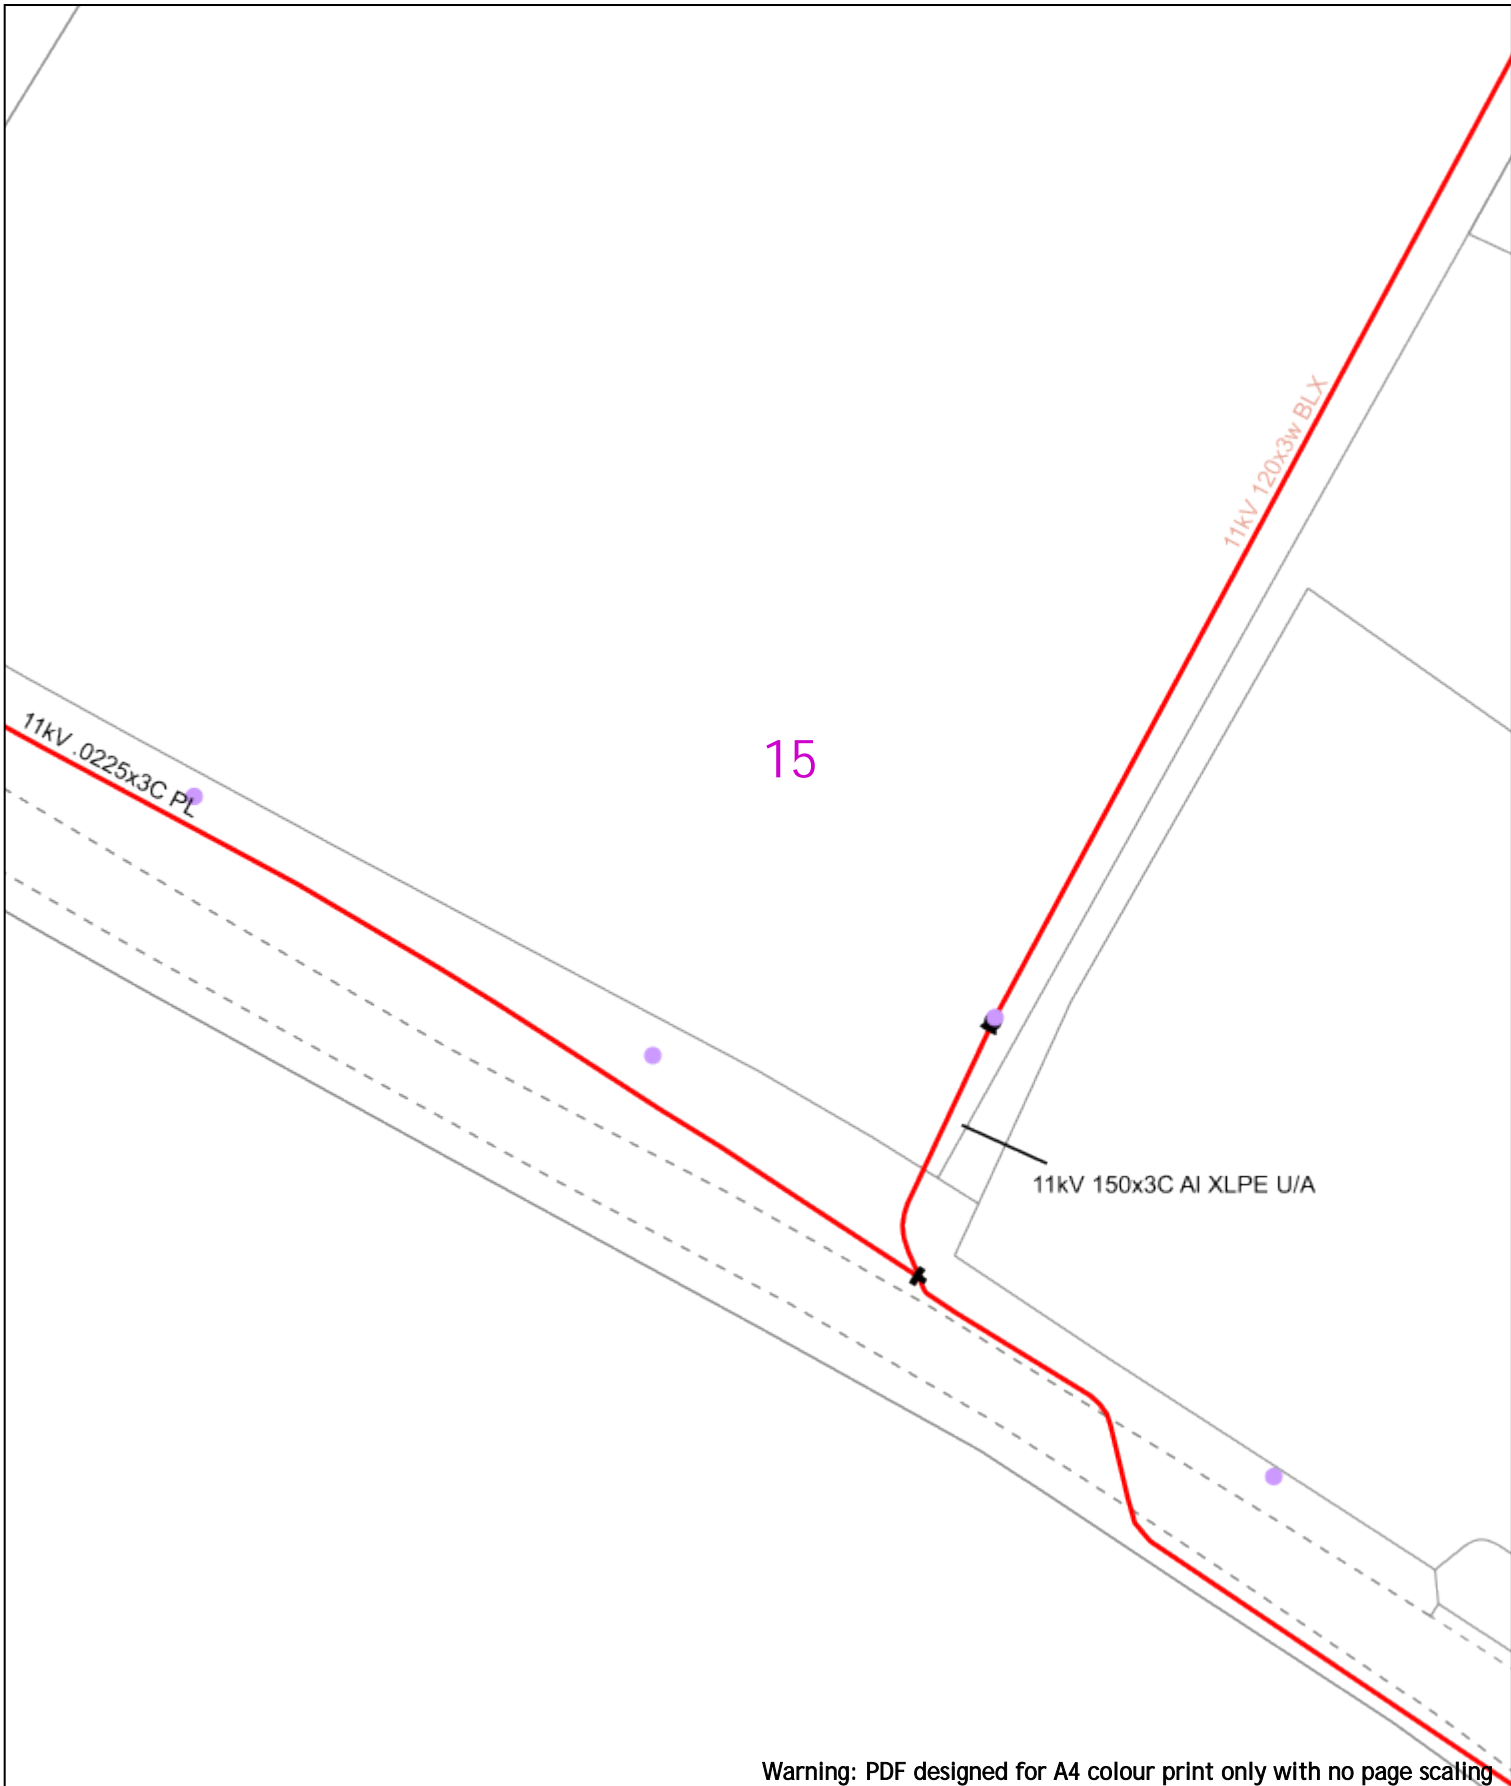 11kV 120x3w BLX
11kV .0225x3C PL
15
11kV 150x3C Al XLPE U/A
Warning: PDF designed for A4 colour print only with no page scaling